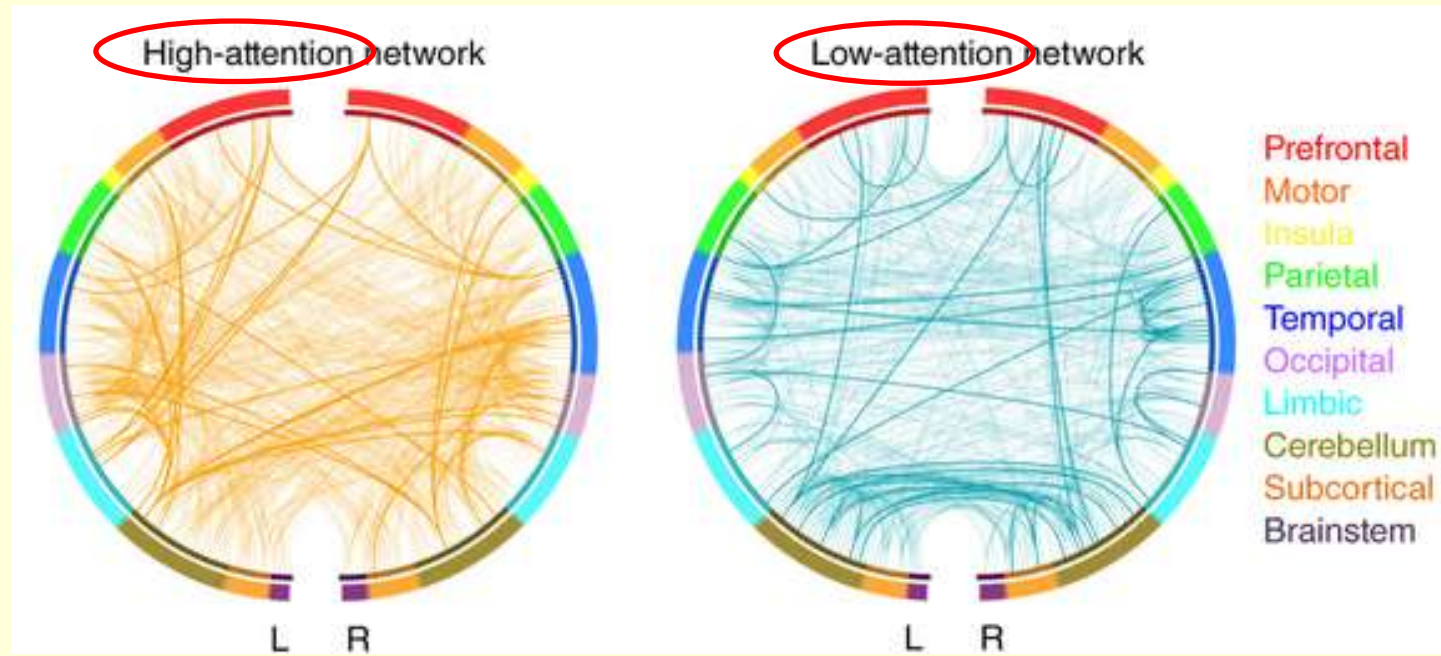 High-attention network
Low-attention network
Prefrontal
Motor
Insula
Parietal
Temporal
Occipital
Limbic
Cerebellum
Subcortical
Brainstem
L R
L R